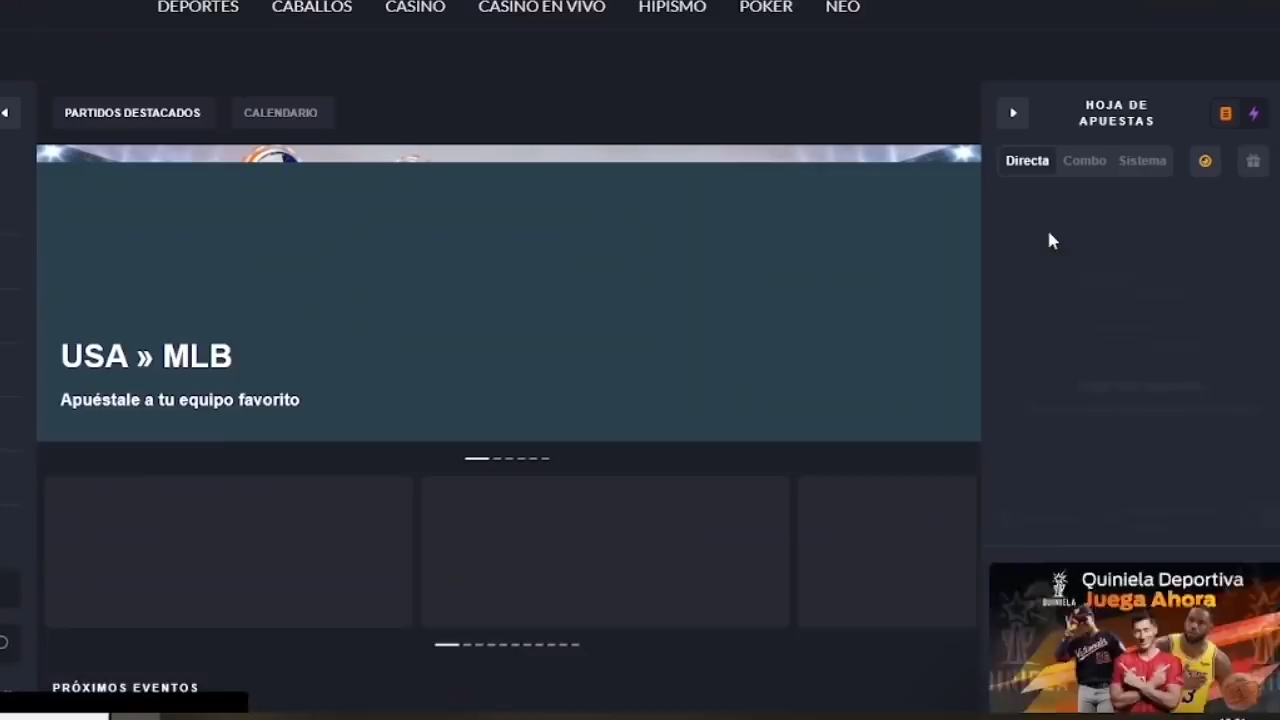 DEPORTES CABALLOS CASINO CASINO EN VIVO HIPISMO POKER NEO
PARTIDOS DESTACADOS CALENDARIO
HOJA DE
APUESTAS
Directa Combo Sistema
USA » MLB
Apuéstale a tu equipo favorito
Quiniela Deportiva
Juega Ahora
QUINIELA
PRÓXIMOS EVENTOS